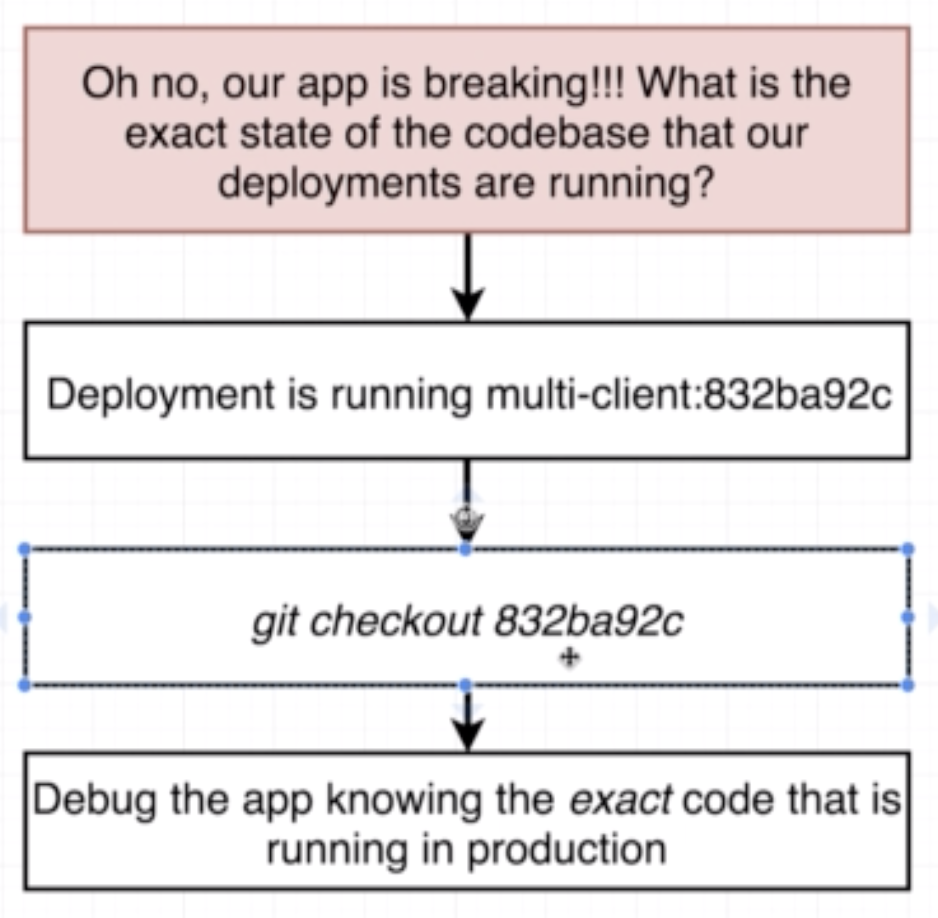 Oh no, our app is breaking!!! What is the
exact state of the codebase that our
deployments are running?
Deployment is running multi-client:832ba92c
git checkout 832ba92c
Debug the app knowing the exact code that is
running in production